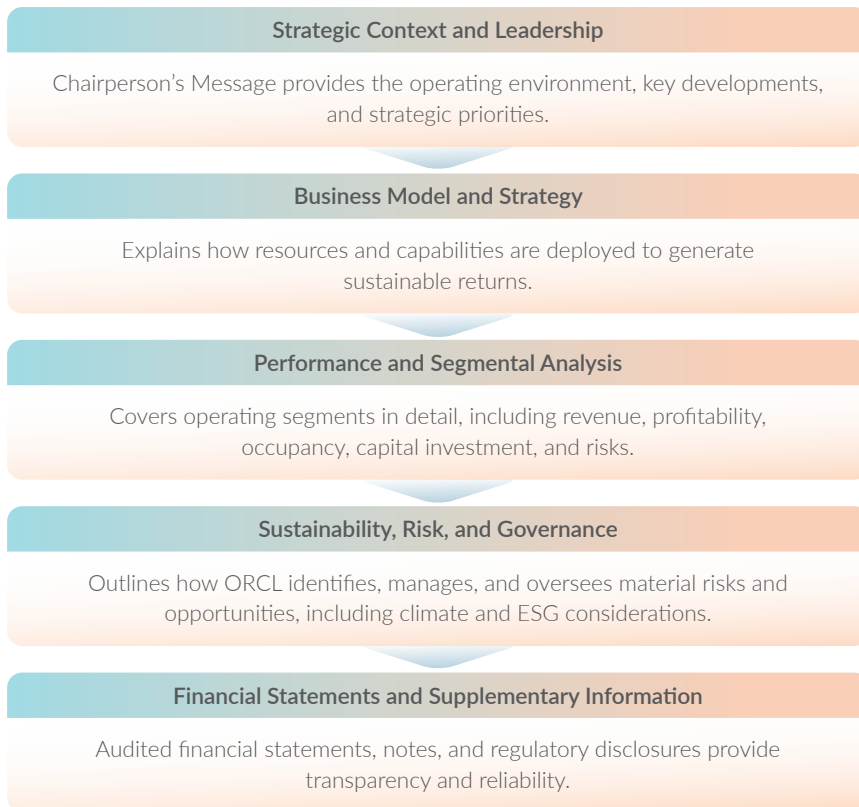 Strategic Context and Leadership
Chairperson’s Message provides the operating environment, key developments,
and strategic priorities.
Business Model and Strategy
Explains how resources and capabilities are deployed to generate
sustainable returns.
Performance and Segmental Analysis
Covers operating segments in detail, including revenue, profitability,
occupancy, capital investment, and risks.
Sustainability, Risk, and Governance
Outlines how ORCL identifies, manages, and oversees material risks and
opportunities, including climate and ESG considerations.
Financial Statements and Supplementary Information
Audited financial statements, notes, and regulatory disclosures provide
transparency and reliability.